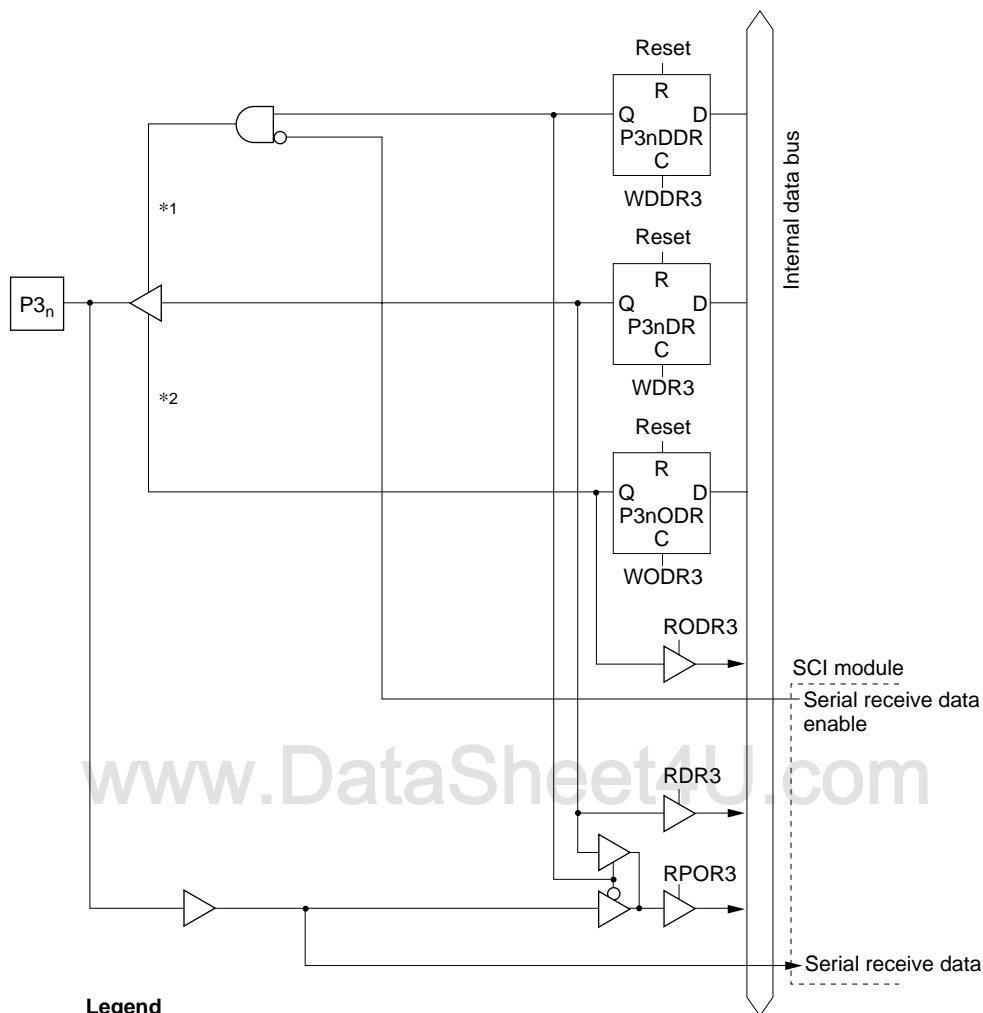 Reset
R
Q D
P3nDDR
C
WDDR3
Internal data bus
*1
Reset
R
P3n
Q D
P3nDR
C
WDR3
*2
Reset
R
Q D
P3nODR
C
WODR3
RODR3
SCI module
Serial receive data
enable
www.DataSheet4U.com
RDR3
RPOR3
Serial receive data
Legend